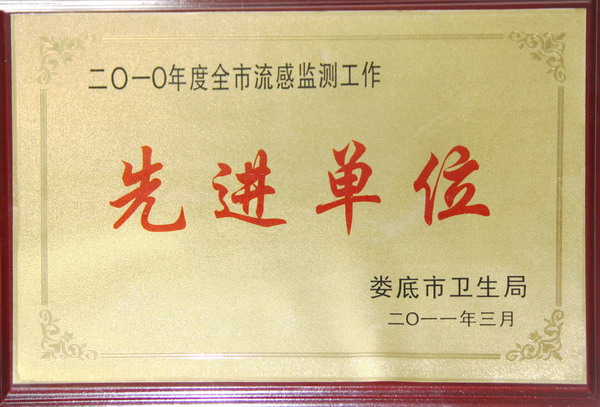 二〇一〇年度全市流感监测工作
先进单位
娄底市卫生局
二〇一一年三月